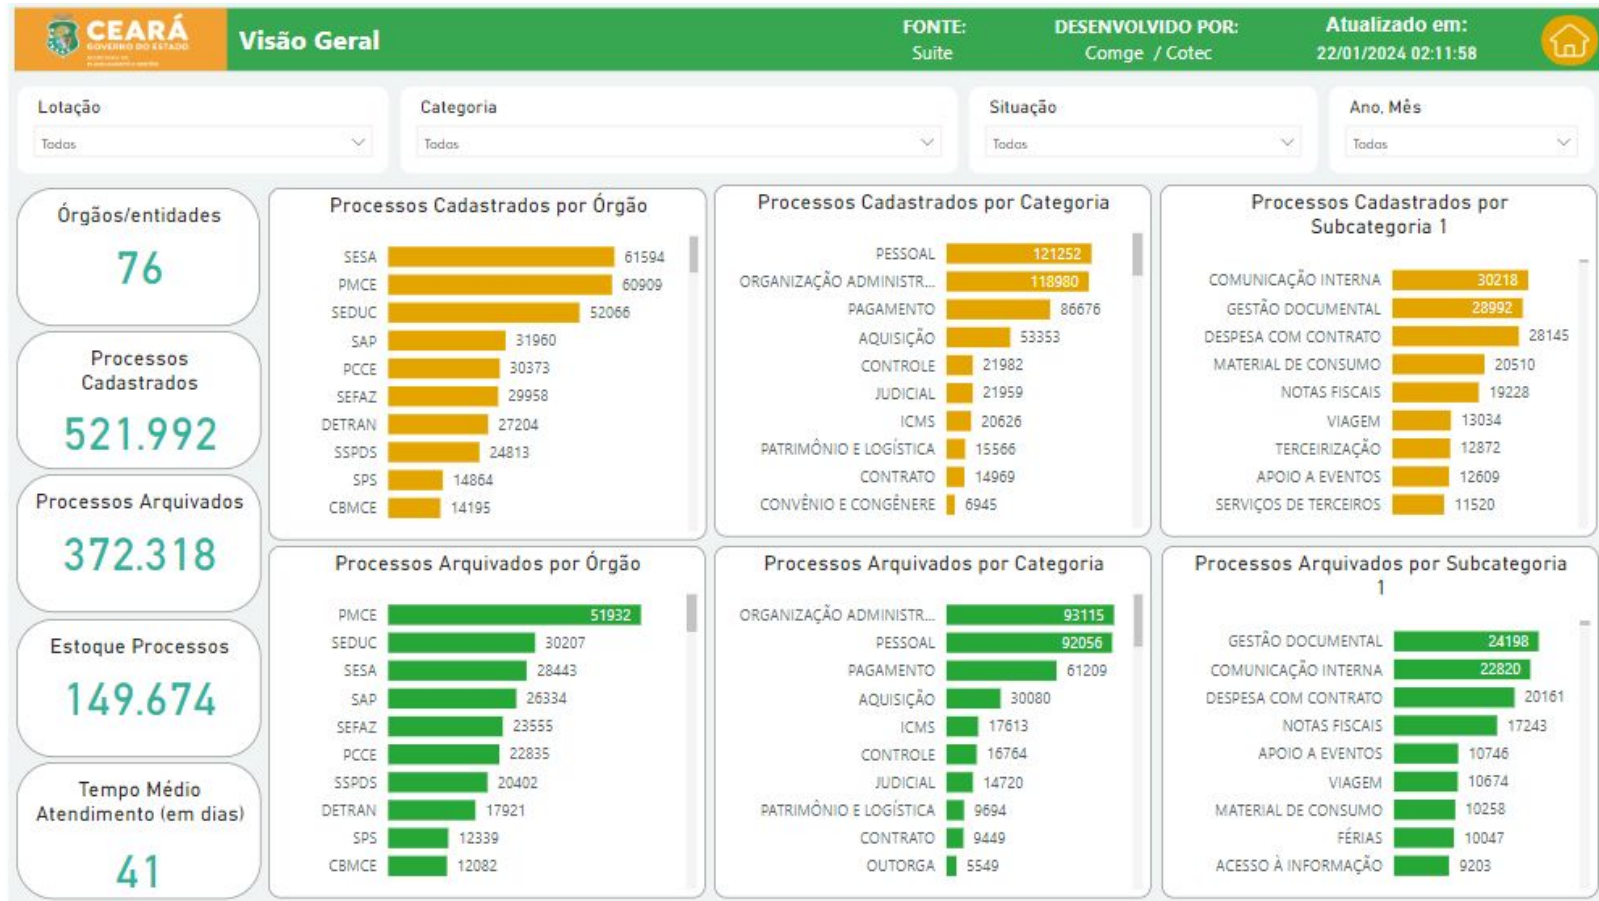 CEARÁ
GOVERNO DO ESTADO
Visão Geral
FONTE:
Suite
DESENVOLVIDO POR:
Comge / Cotec
Atualizado em:
22/01/2024 02:11:58
Lotação
Todas
Categoria
Todas
Situação
Todas
Ano, Mês
Todas
Órgãos/entidades
76
Processos
Cadastrados
521.992
Processos Arquivados
372.318
Estoque Processos
149.674
Tempo Médio
Atendimento (em dias)
41
Processos Cadastrados por Órgão
SESA 61594
PMCE 60909
SEDUC 52066
SAP 31960
PCCE 30373
SEFAZ 29958
DETRAN 27204
SSPDS 24813
SPS 14864
CBMCE 14195
Processos Cadastrados por Categoria
PESSOAL 121252
ORGANIZAÇÃO ADMINISTR... 118980
PAGAMENTO 86676
AQUISIÇÃO 53353
CONTROLE 21982
JUDICIAL 21959
ICMS 20626
PATRIMÔNIO E LOGÍSTICA 15566
CONTRATO 14969
CONVÊNIO E CONGÊNERE 6945
Processos Cadastrados por
Subcategoria 1
COMUNICAÇÃO INTERNA 30218
GESTÃO DOCUMENTAL 28992
DESPESA COM CONTRATO 28145
MATERIAL DE CONSUMO 20510
NOTAS FISCAIS 19228
VIAGEM 13034
TERCEIRIZAÇÃO 12872
APOIO A EVENTOS 12609
SERVIÇOS DE TERCEIROS 11520
Processos Arquivados por Órgão
PMCE 51932
SEDUC 30207
SESA 28443
SAP 26334
SEFAZ 23555
PCCE 22835
SSPDS 20402
DETRAN 17921
SPS 12339
CBMCE 12082
Processos Arquivados por Categoria
ORGANIZAÇÃO ADMINISTR... 93115
PESSOAL 92056
PAGAMENTO 61209
AQUISIÇÃO 30080
ICMS 17613
CONTROLE 16764
JUDICIAL 14720
PATRIMÔNIO E LOGÍSTICA 9694
CONTRATO 9449
OUTORGA 5549
Processos Arquivados por Subcategoria
1
GESTÃO DOCUMENTAL 24198
COMUNICAÇÃO INTERNA 22820
DESPESA COM CONTRATO 20161
NOTAS FISCAIS 17243
APOIO A EVENTOS 10746
VIAGEM 10674
MATERIAL DE CONSUMO 10258
FÉRIAS 10047
ACESSO À INFORMAÇÃO 9203